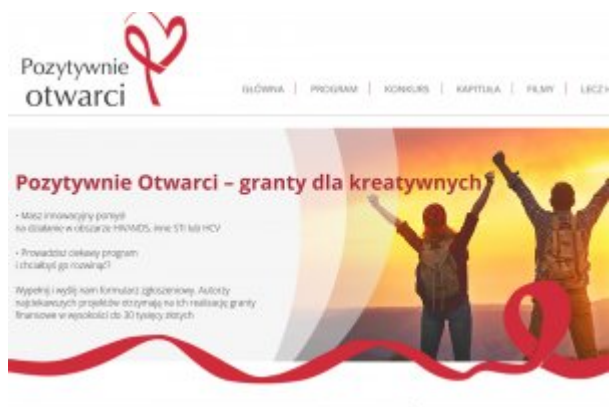 Pozytywnie
otwarci
GŁÓWNA | PROGRAM | KONKURS | KAPITUŁA | FILMY | LECZ H
Pozytywnie Otwarci – granty dla kreatywnych
• Masz innowacyjny pomysł
na działanie w obszarze HIV/AIDS, inne STI lub HCV
• Prowadzisz ciekawy program
i chciałbyś go rozwinąć?
Wypełnij i wyślij nam formularz zgłoszeniowy. Autorzy
najciekawszych projektów otrzymają na ich realizację granty
finansowe w wysokości do 30 tysięcy złotych